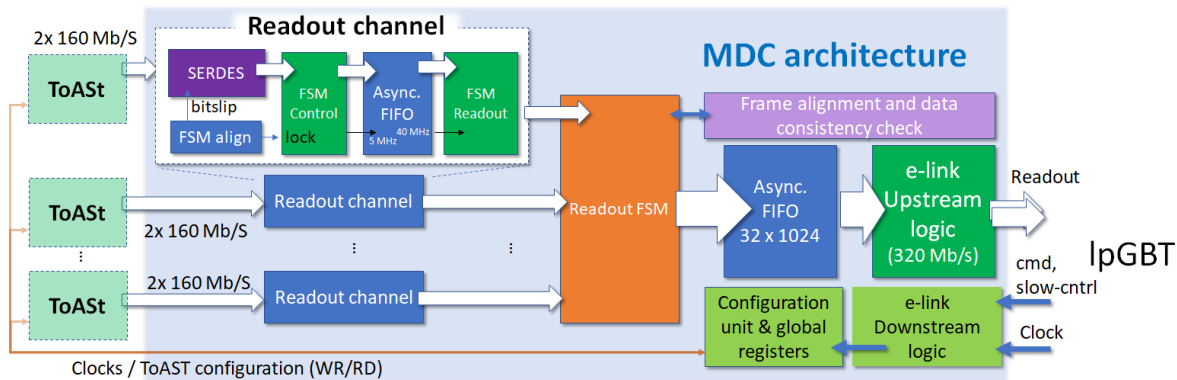 Readout channel
2x 160 Mb/S
MDC architecture
ToASt
SERDES
bitslip
FSM align
lock
FSM
Control
Async.
FIFO
5 MHz
40 MHz
FSM
Readout
Frame alignment and data
consistency check
ToASt
2x 160 Mb/S
Readout channel
Readout FSM
Async.
FIFO
32 x 1024
e-link
Upstream
logic
(320 Mb/s)
Readout
lpGBT
...
...
...
ToASt
2x 160 Mb/S
Readout channel
Configuration
unit & global
registers
e-link
Downstream
logic
cmd,
slow-cntrl
Clock
Clocks / ToAST configuration (WR/RD)